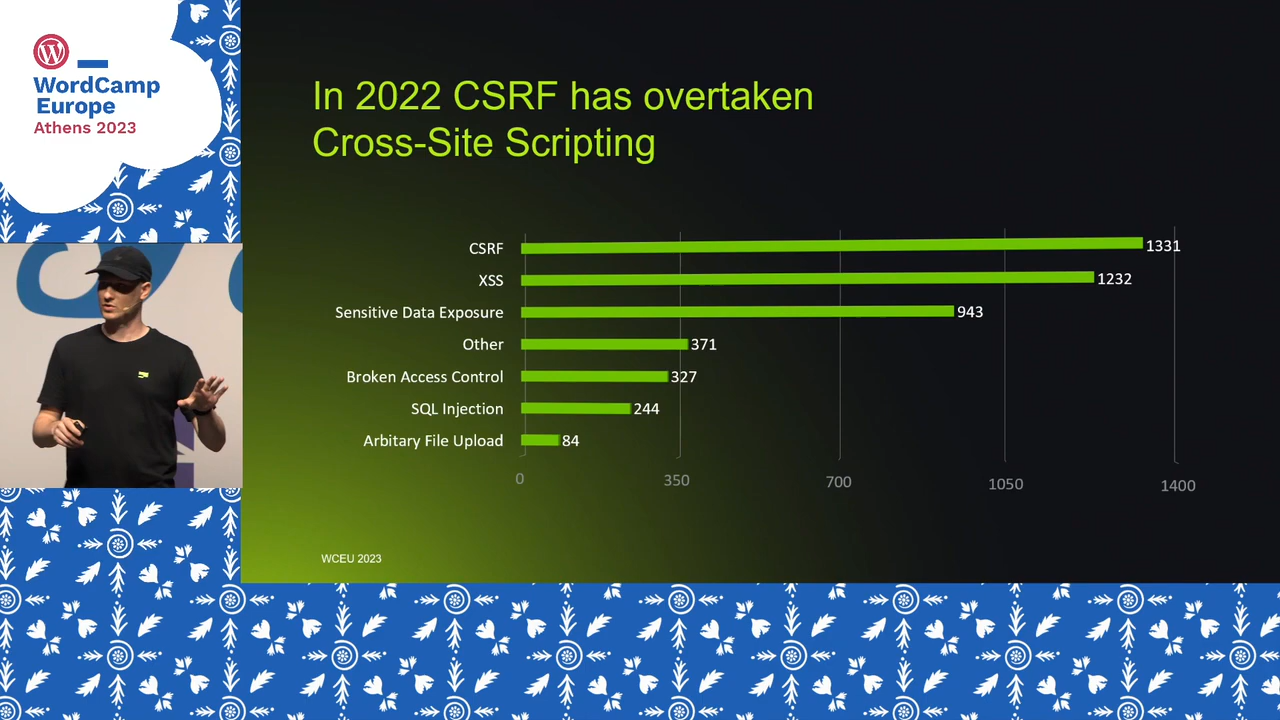 WordCamp
Europe
Athens 2023
In 2022 CSRF has overtaken
Cross-Site Scripting
CSRF 1331
XSS 1232
Sensitive Data Exposure 943
Other 371
Broken Access Control 327
SQL Injection 244
Arbitary File Upload 84
0 350 700 1050 1400
WCEU 2023